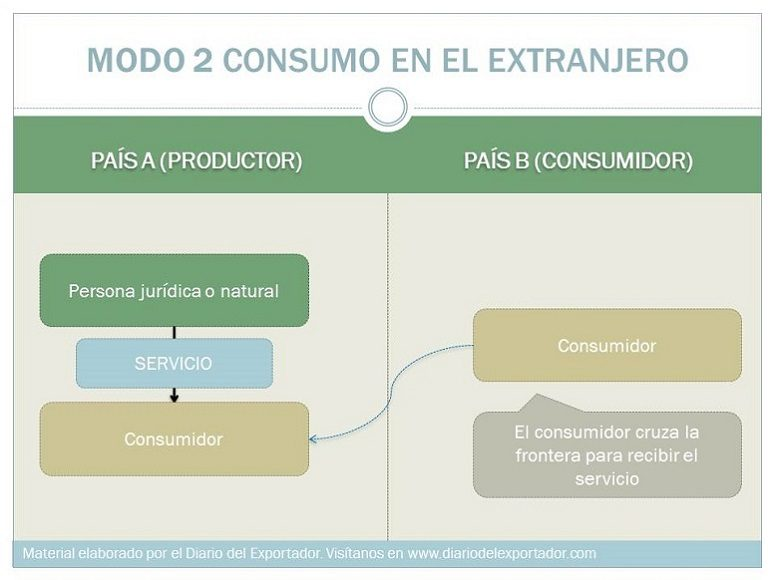 MODO 2 CONSUMO EN EL EXTRANJERO
PAÍS A (PRODUCTOR)
PAÍS B (CONSUMIDOR)
Persona jurídica o natural
SERVICIO
Consumidor
Consumidor
El consumidor cruza la
frontera para recibir el
servicio
Material elaborado por el Diario del Exportador. Visítanos en www.diariodelexportador.com